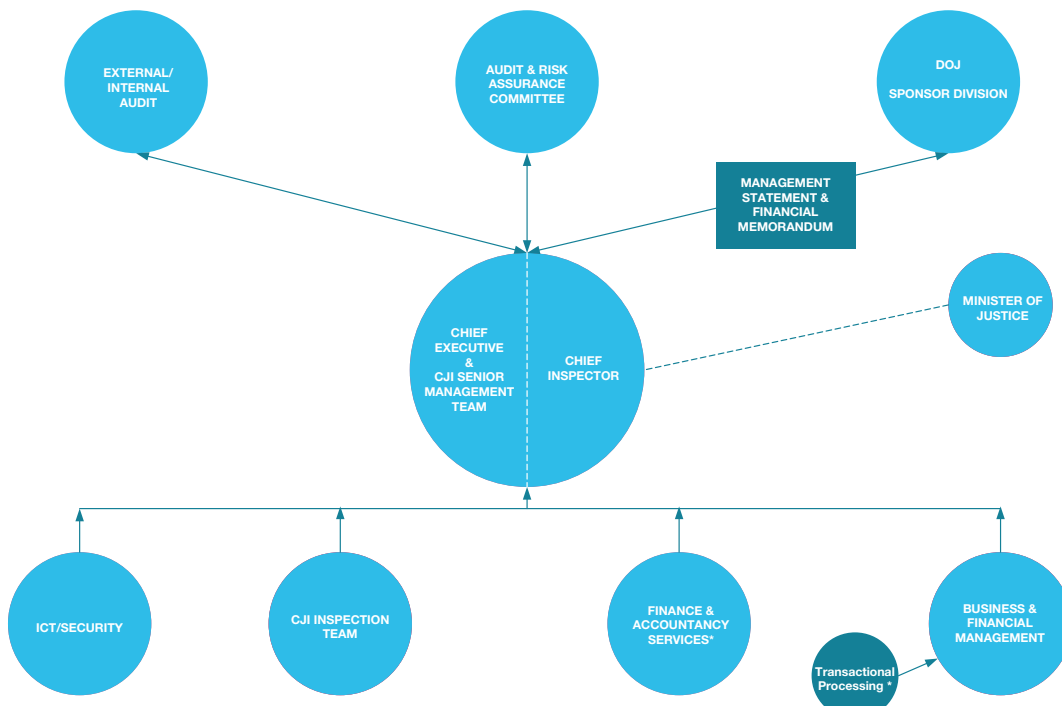 EXTERNAL/
INTERNAL
AUDIT
AUDIT & RISK
ASSURANCE
COMMITTEE
DOJ
SPONSOR DIVISION
MANAGEMENT
STATEMENT &
FINANCIAL
MEMORANDUM
MINISTER OF
JUSTICE
CHIEF
EXECUTIVE
&
CJI SENIOR
MANAGEMENT
TEAM
CHIEF
INSPECTOR
ICT/SECURITY
CJI INSPECTION
TEAM
FINANCE &
ACCOUNTANCY
SERVICES*
BUSINESS &
FINANCIAL
MANAGEMENT
Transactional
Processing *